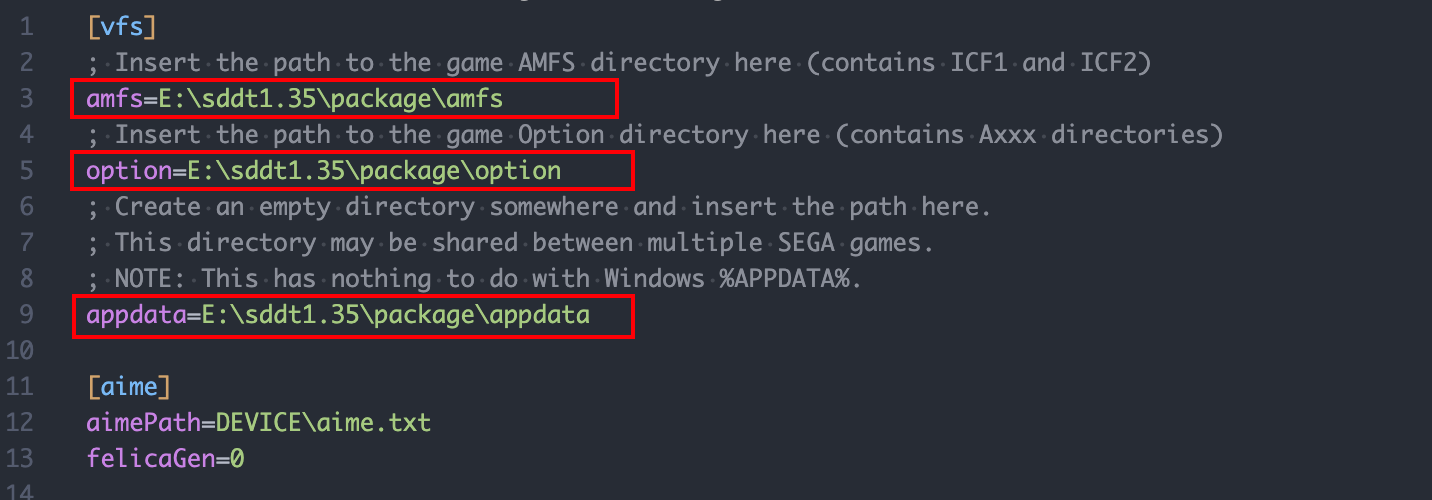 1 [vfs]
2 ; Insert the path to the game AMFS directory here (contains ICF1 and ICF2)
3 amfs=E:\sddt1.35\package\amfs
4 ; Insert the path to the game Option directory here (contains Axxx directories)
5 option=E:\sddt1.35\package\option
6 ; Create an empty directory somewhere and insert the path here.
7 ; This directory may be shared between multiple SEGA games.
8 ; NOTE: This has nothing to do with Windows %APPDATA%.
9 appdata=E:\sddt1.35\package\appdata
10
11 [aime]
12 aimePath=DEVICE\aime.txt
13 felicaGen=0
14